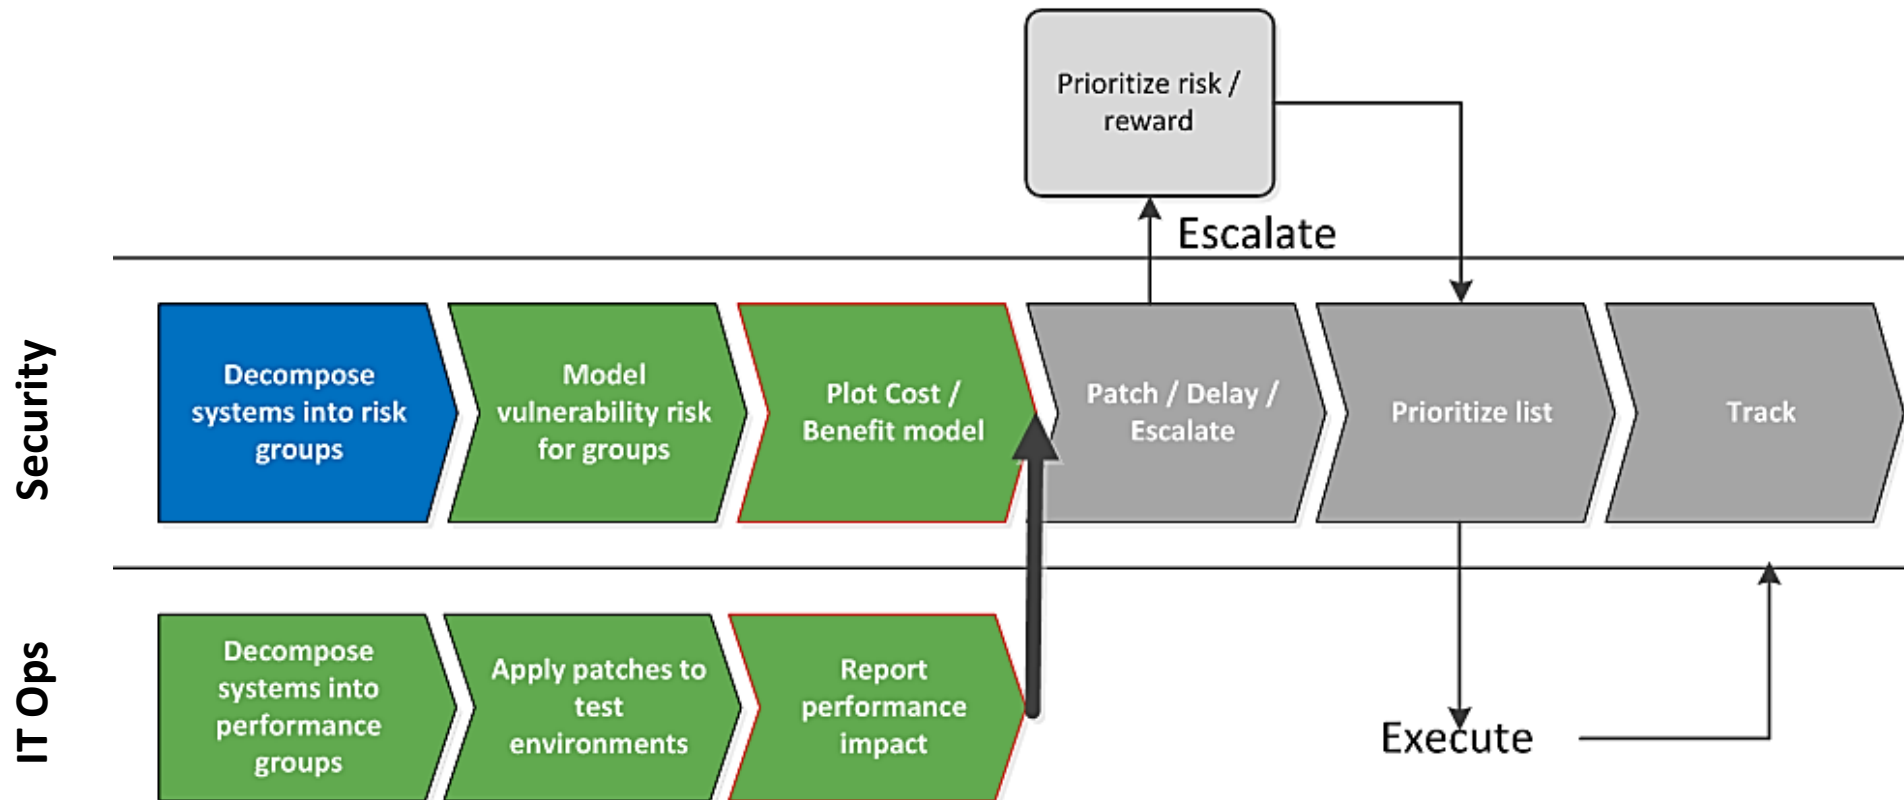 Prioritize risk /
reward
Escalate
Security
Decompose
systems into risk
groups
Model
vulnerability risk
for groups
Plot Cost /
Benefit model
Patch / Delay /
Escalate
Prioritize list
Track
IT Ops
Decompose
systems into
performance
groups
Apply patches to
test
environments
Report
performance
impact
Execute